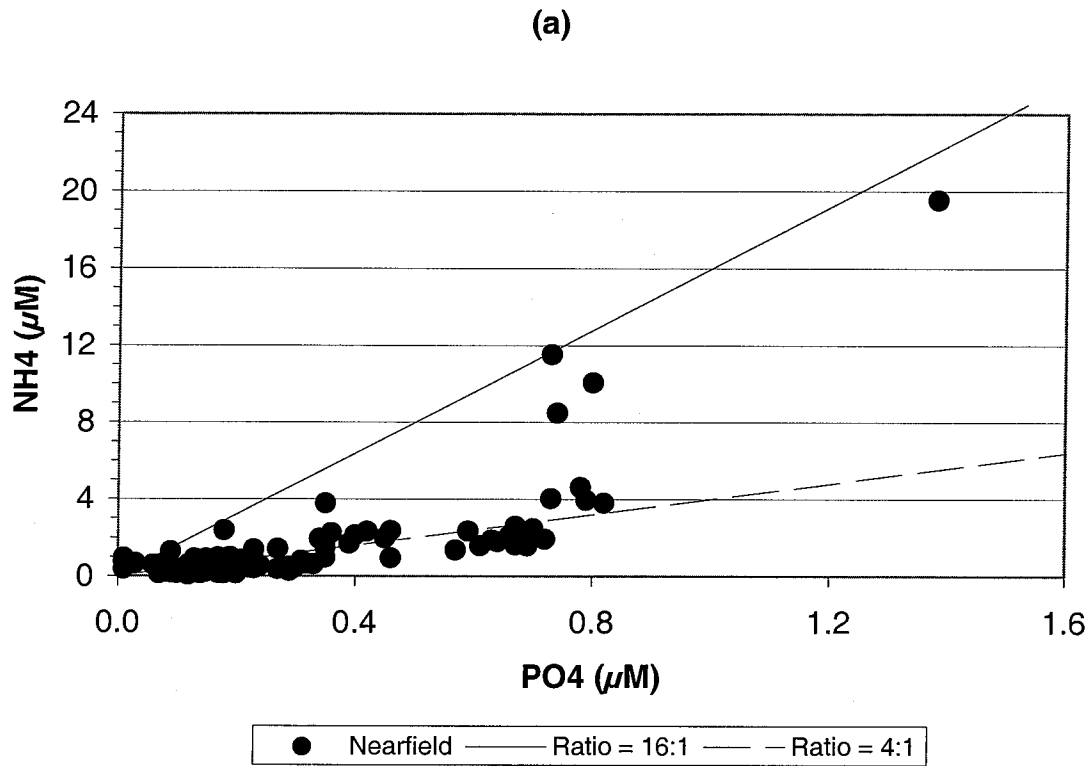 (a)
NH4 (µM)
24
20
16
12
8
4
0
0.0 0.4 0.8 1.2 1.6
PO4 (µM)
Nearfield Ratio = 16:1 Ratio = 4:1